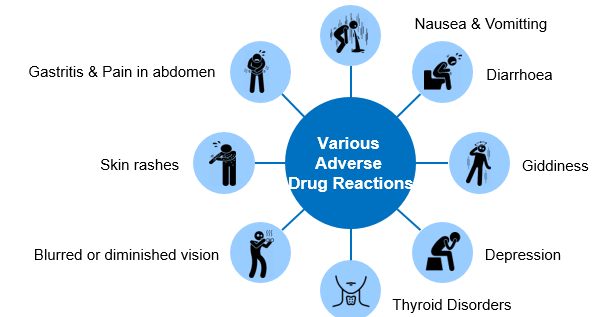 Nausea & Vomitting
Gastritis & Pain in abdomen
Diarrhoea
Various
Adverse
Drug Reactions
Skin rashes
Giddiness
Blurred or diminished vision
Depression
Thyroid Disorders